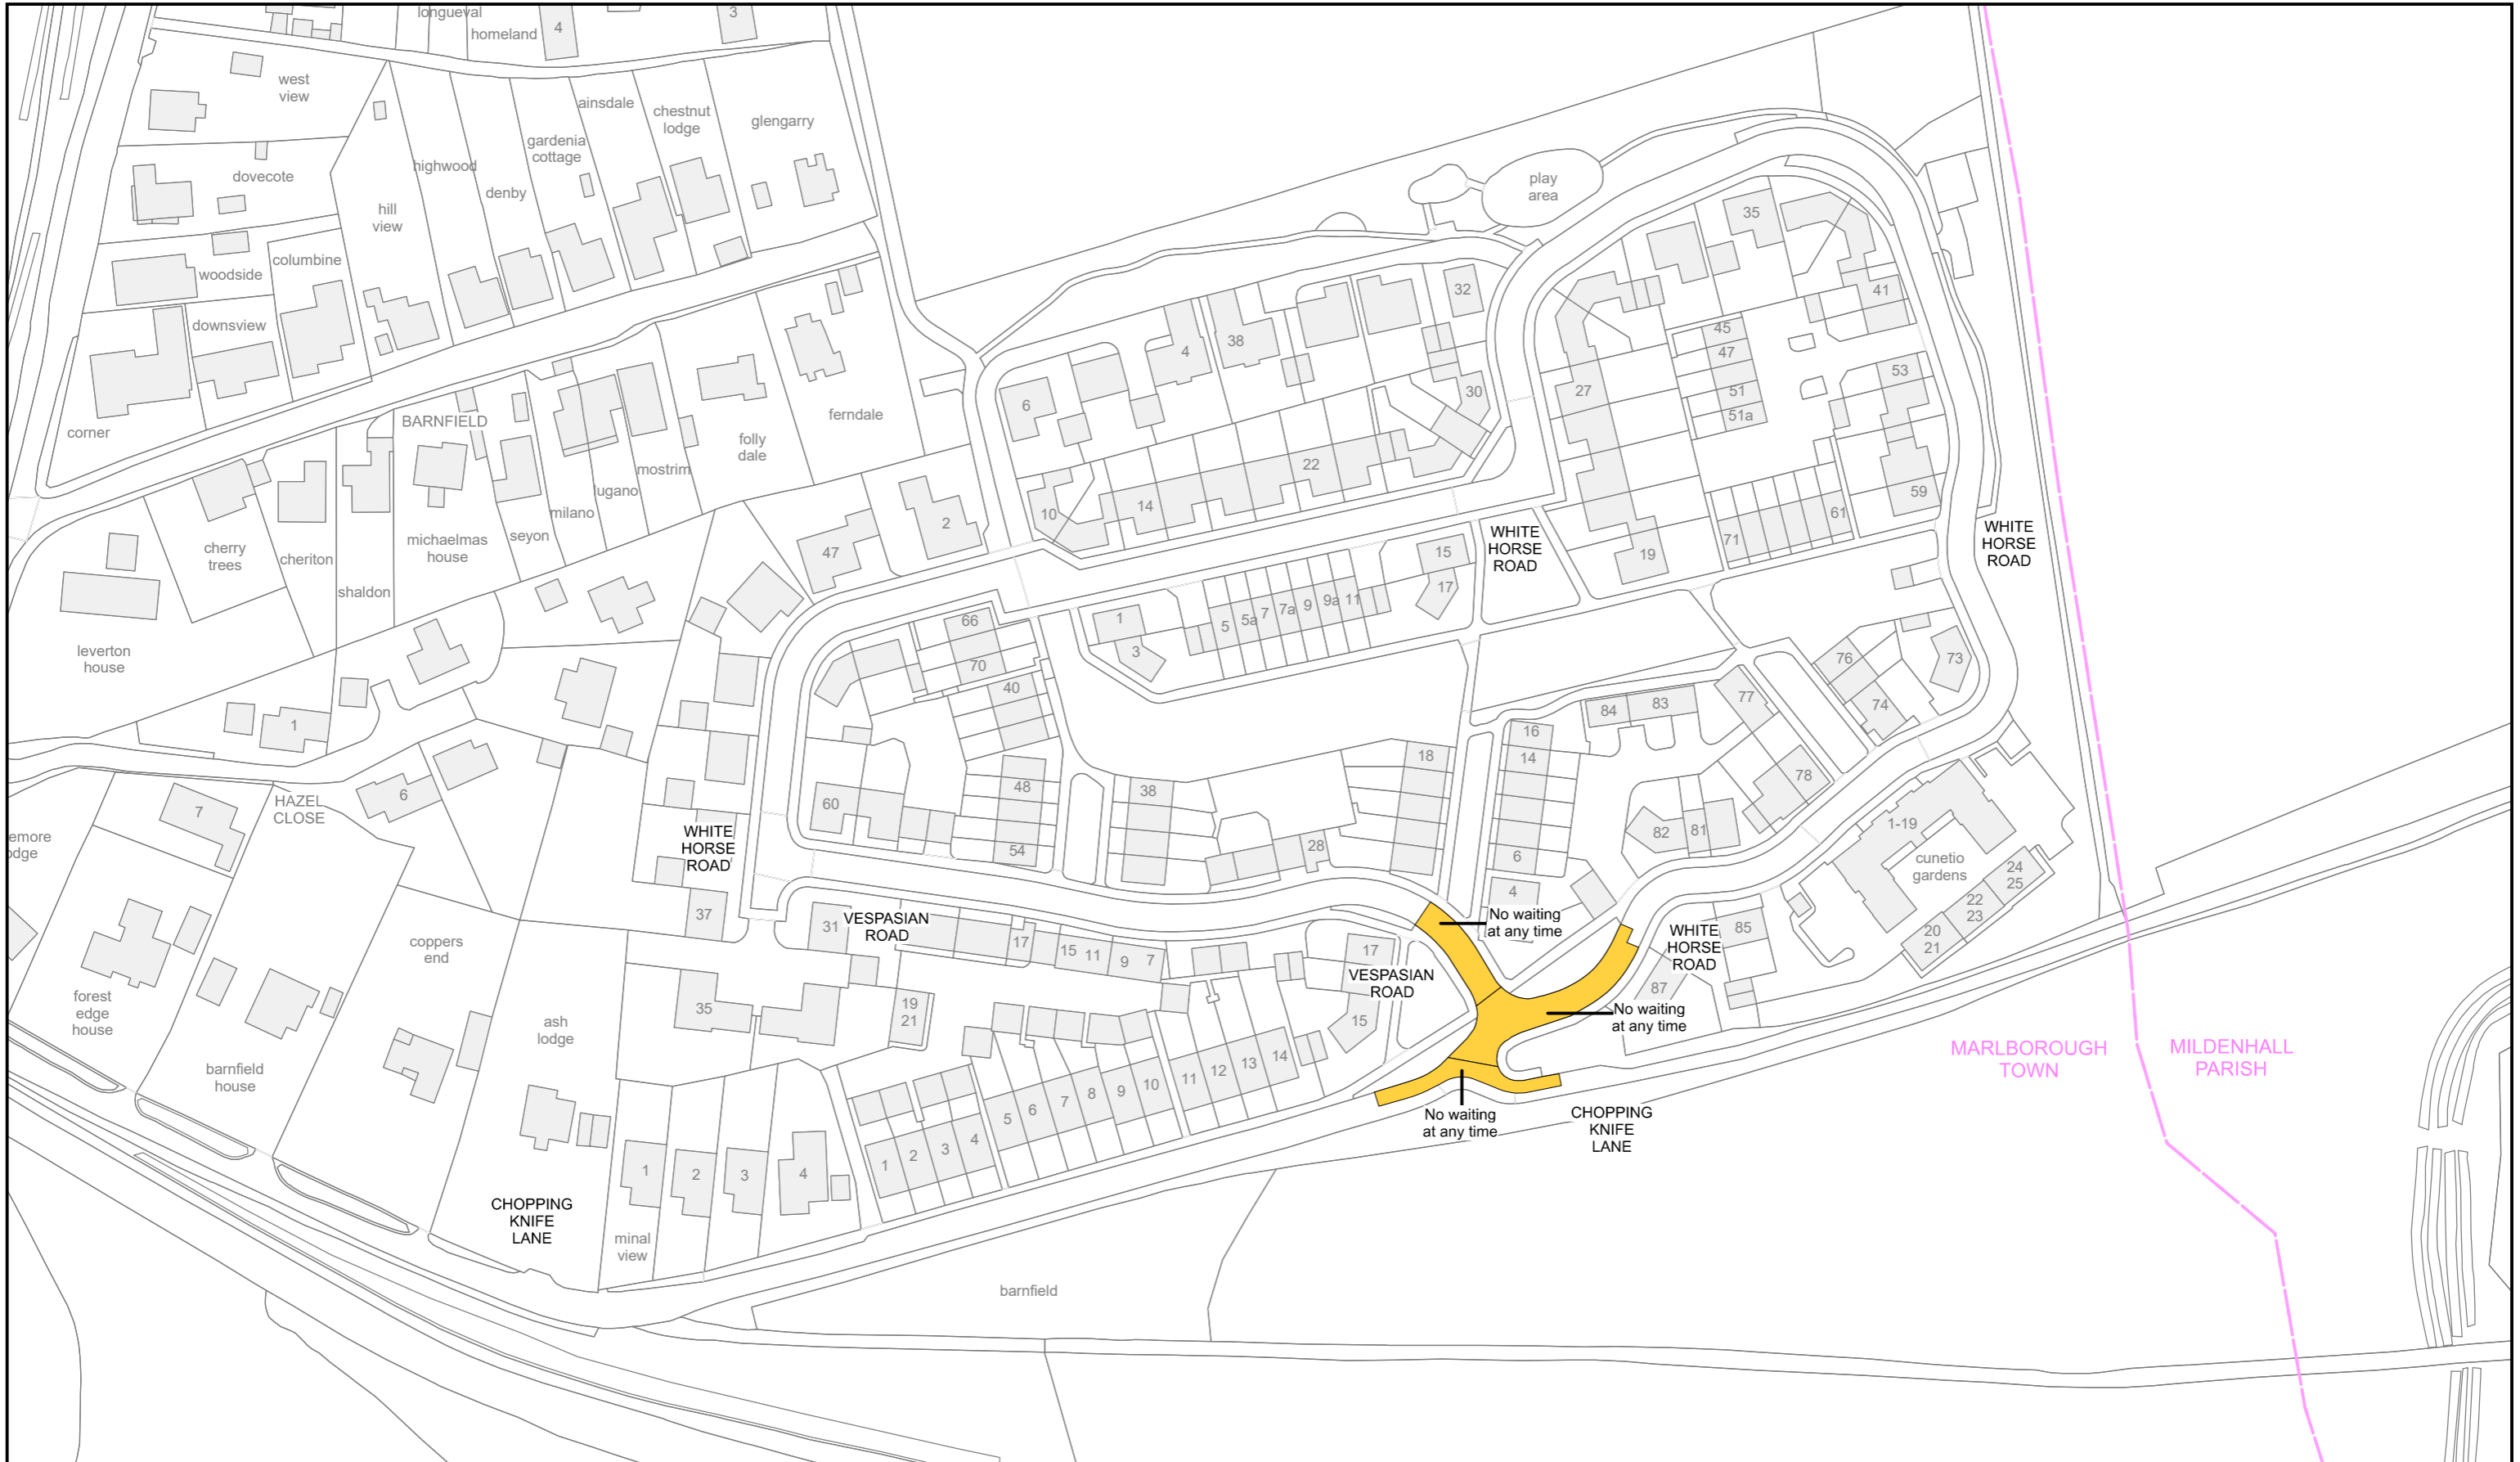 longueval
homeland
4
3
west
view
ainsdale
chestnut
lodge
glengarry
gardenia
cottage
highwood
denby
dovecote
hill
view
play
area
35
woodside
columbine
41
32
downsview
45
47
38
4
51
51a
53
27
30
6
corner
BARNFIELD
folly
dale
ferndale
mostrim
lugano
milano
seyon
michaelmas
house
cherry
trees
cheriton
shaldon
leverton
house
22
14
10
2
47
59
61
71
19
WHITE
HORSE
ROAD
WHITE
HORSE
ROAD
15
17
1
3
5
5a
7
7a
9
9a
11
66
70
40
76
73
74
77
83
84
1
6
7
HAZEL
CLOSE
16
14
18
78
48
38
60
54
28
6
4
82
81
1-19
cunetio
gardens
24
25
22
23
20
21
emore
odge
WHITE
HORSE
ROAD
37
31
VESPASIAN
ROAD
17
15
11
9
7
17
VESPASIAN
ROAD
15
No waiting
at any time
WHITE
HORSE
ROAD
85
87
No waiting
at any time
coppers
end
forest
edge
house
ash
lodge
35
19
21
barnfield
house
MARLBOROUGH
TOWN
MILDENHALL
PARISH
14
13
12
11
10
9
8
7
6
5
4
3
2
1
No waiting
at any time
CHOPPING
KNIFE
LANE
1
2
3
4
CHOPPING
KNIFE
LANE
minal
view
barnfield